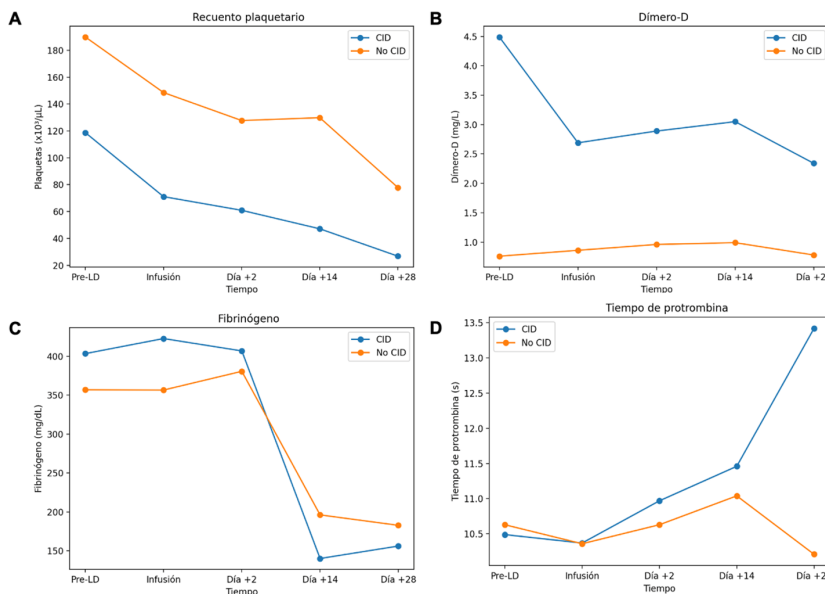 A
Recuento plaquetario
CID
No CID
Plaquetas (x10³/µL)
180
160
140
120
100
80
60
40
20
Pre-LD Infusión Día +2 Día +14 Día +28
Tiempo
B
Dímero-D
CID
No CID
Dímero-D (mg/L)
4.5
4.0
3.5
3.0
2.5
2.0
1.5
1.0
Pre-LD Infusión Día +2 Día +14 Día +2
Tiempo
C
Fibrinógeno
CID
No CID
Fibrinógeno (mg/dL)
400
350
300
250
200
150
Pre-LD Infusión Día +2 Día +14 Día +28
Tiempo
D
Tiempo de protrombina
CID
No CID
Tiempo de protrombina (s)
13.5
13.0
12.5
12.0
11.5
11.0
10.5
Pre-LD Infusión Día +2 Día +14 Día +2
Tiempo